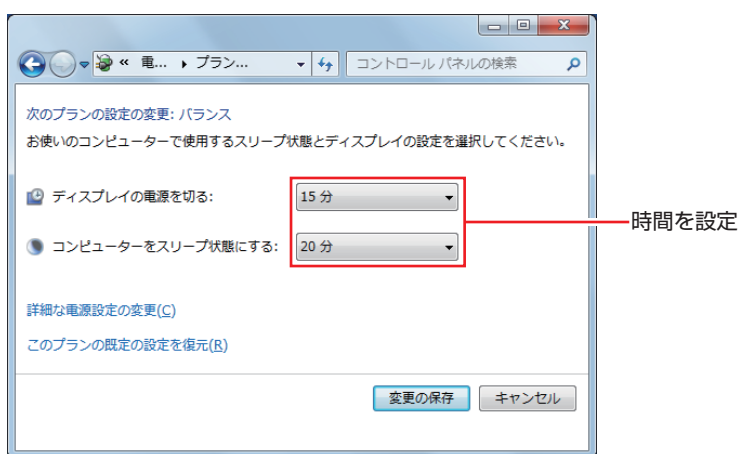 « 電... プラン...
コントロール パネルの検索
次のプランの設定の変更: バランス
お使いのコンピューターで使用するスリープ状態とディスプレイの設定を選択してください。
ディスプレイの電源を切る: 15 分
時間を設定
コンピューターをスリープ状態にする: 20 分
詳細な電源設定の変更(C)
このプランの既定の設定を復元(R)
変更の保存 キャンセル